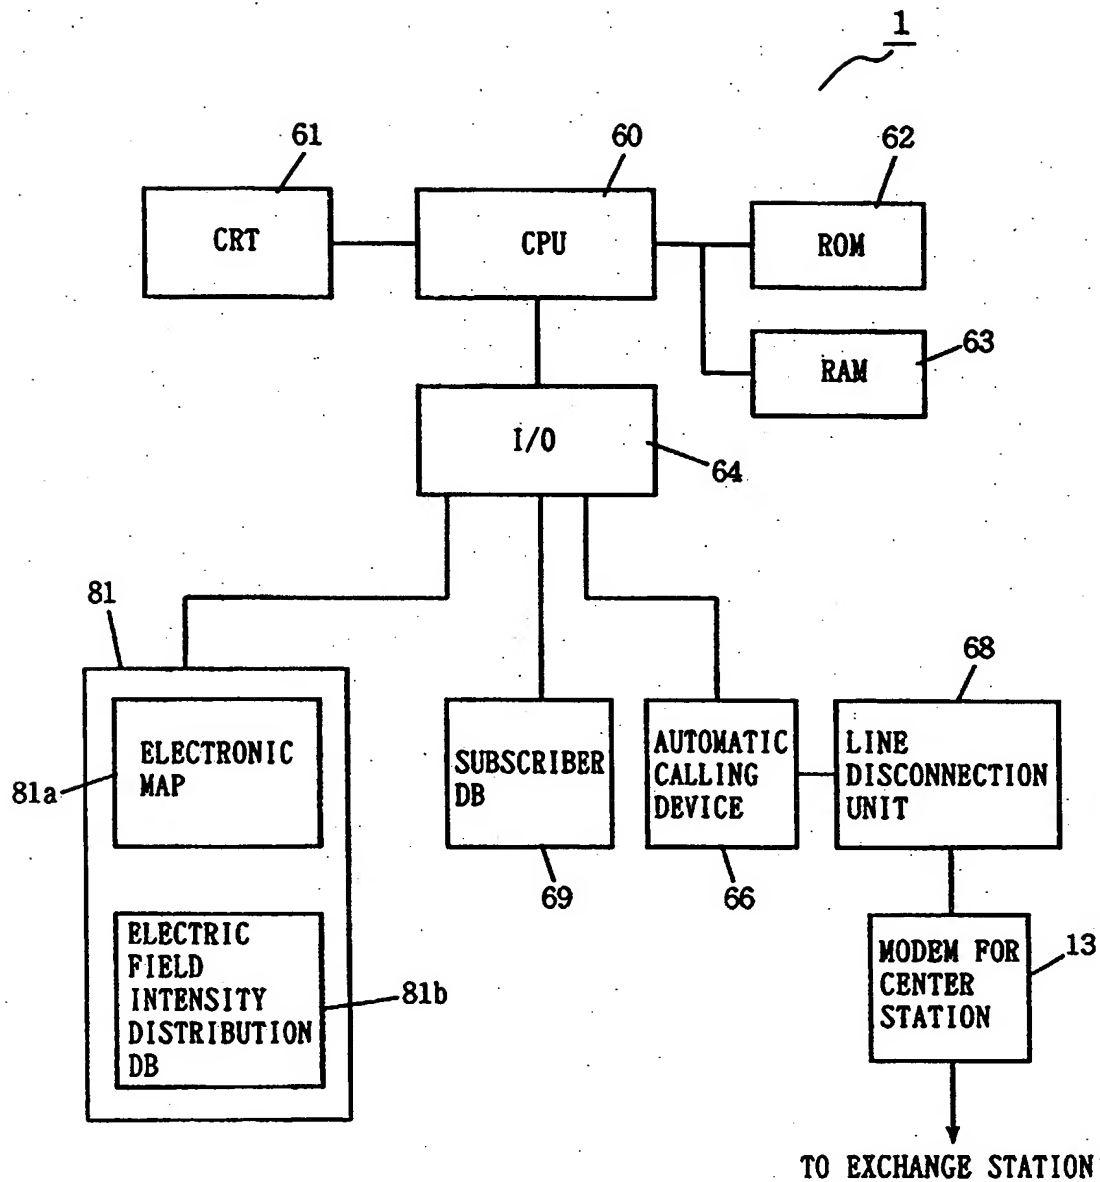 1
61
60
62
CRT
CPU
ROM
63
RAM
I/O
64
81
68
ELECTRONIC
MAP
81a
SUBSCRIBER
DB
AUTOMATIC
CALLING
DEVICE
LINE
DISCONNECTION
UNIT
69
66
ELECTRIC
FIELD
INTENSITY
DISTRIBUTION
DB
81b
MODEM FOR
CENTER
STATION
13
TO EXCHANGE STATION